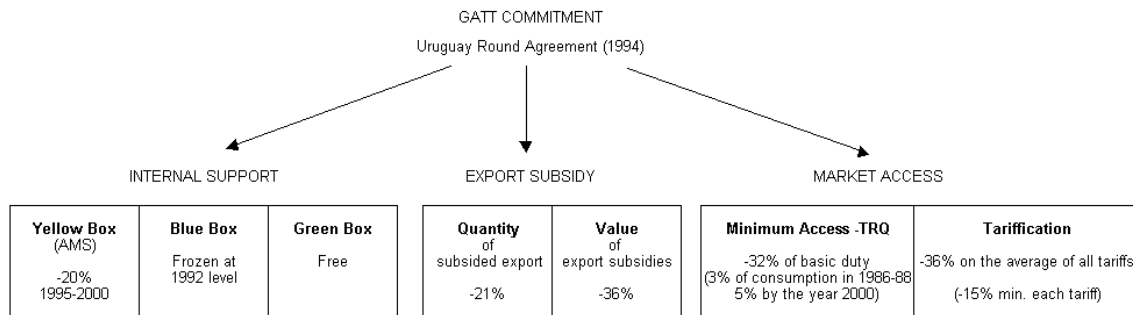 GATT COMMITMENT
Uruguay Round Agreement (1994)
INTERNAL SUPPORT
EXPORT SUBSIDY
MARKET ACCESS
Yellow Box
(AMS)
-20%
1995-2000
Blue Box
Frozen at
1992 level
Green Box
Free
Quantity
of
subsided export
-21%
Value
of
export subsidies
-36%
Minimum Access -TRQ
-32% of basic duty
(3% of consumption in 1986-88
5% by the year 2000)
Tariffication
-36% on the average of all tariffs
(-15% min. each tariff)